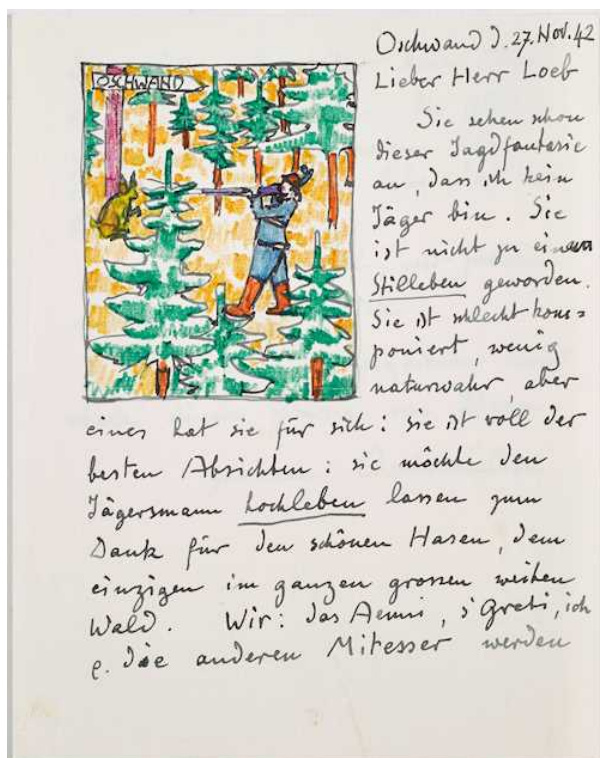 OSCHWAND
Oschwand d. 27. Nov. 42
Lieber Herr Loeb
Sie sehen schon
dieser Jagdfantasie
an, dass ich kein
Jäger bin. Sie
ist nicht zu einem
Stilleben geworden.
Sie ist schlecht kom=
poniert, wenig
naturwahr, aber
eines hat sie für sich: sie ist voll der
besten Absichten: sie möchte den
Jägersmann hochleben lassen zum
Dank für den schönen Hasen, dem
einzigen im ganzen grossen weiten
Wald. Wir: das Aenni, s'Greti, ich
e. die anderen Mitesser werden